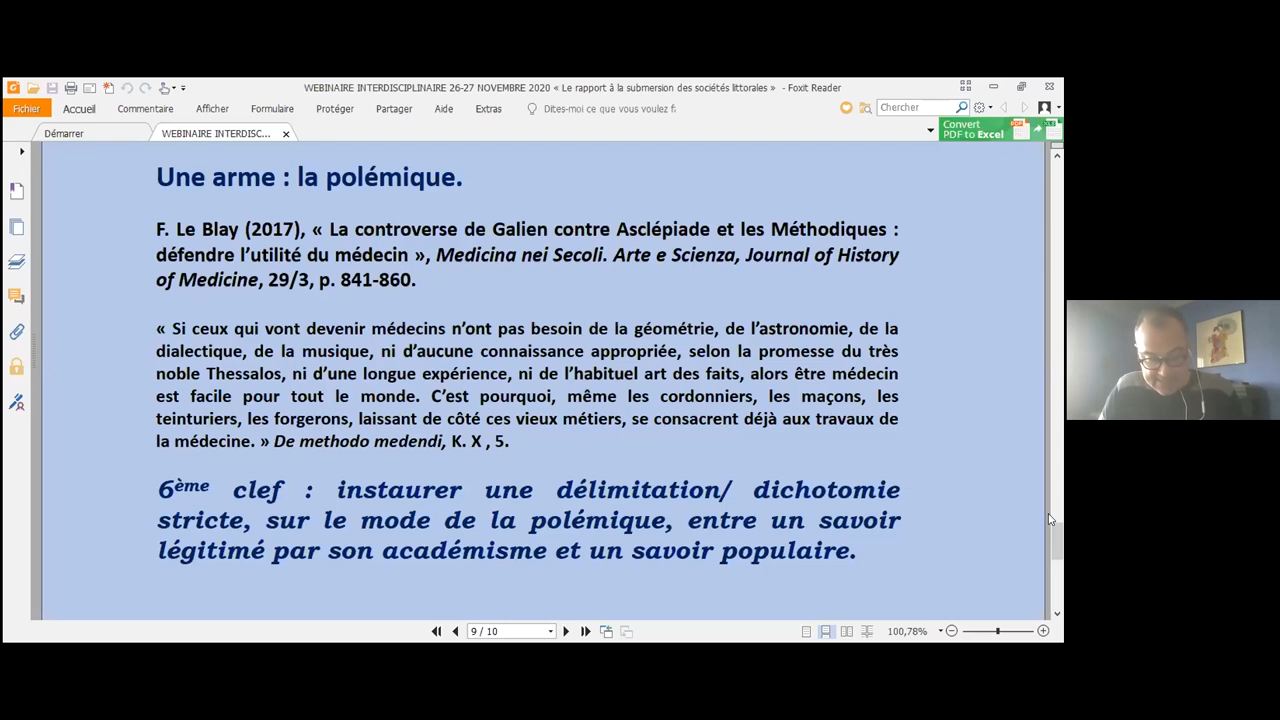 WEBINAIRE INTERDISCIPLINAIRE 26-27 NOVEMBRE 2020 « Le rapport à la submersion des sociétés littorales » - Foxit Reader
Fichier Accueil Commentaire Afficher Formulaire Protéger Partager Aide Extras Dites-moi ce que vous voulez f Chercher
Démarrer WEBINAIRE INTERDISC...
Convert
PDF to Excel
Une arme : la polémique.
F. Le Blay (2017), « La controverse de Galien contre Asclépiade et les Méthodiques :
défendre l’utilité du médecin », Medicina nei Secoli. Arte e Scienza, Journal of History
of Medicine, 29/3, p. 841-860.
« Si ceux qui vont devenir médecins n’ont pas besoin de la géométrie, de l’astronomie, de la
dialectique, de la musique, ni d’aucune connaissance appropriée, selon la promesse du très
noble Thessalos, ni d’une longue expérience, ni de l’habituel art des faits, alors être médecin
est facile pour tout le monde. C’est pourquoi, même les cordonniers, les maçons, les
teinturiers, les forgerons, laissant de côté ces vieux métiers, se consacrent déjà aux travaux de
la médecine. » De methodo medendi, K. X , 5.
6ème clef : instaurer une délimitation/ dichotomie
stricte, sur le mode de la polémique, entre un savoir
légitimé par son académisme et un savoir populaire.
9 / 10 100,78%